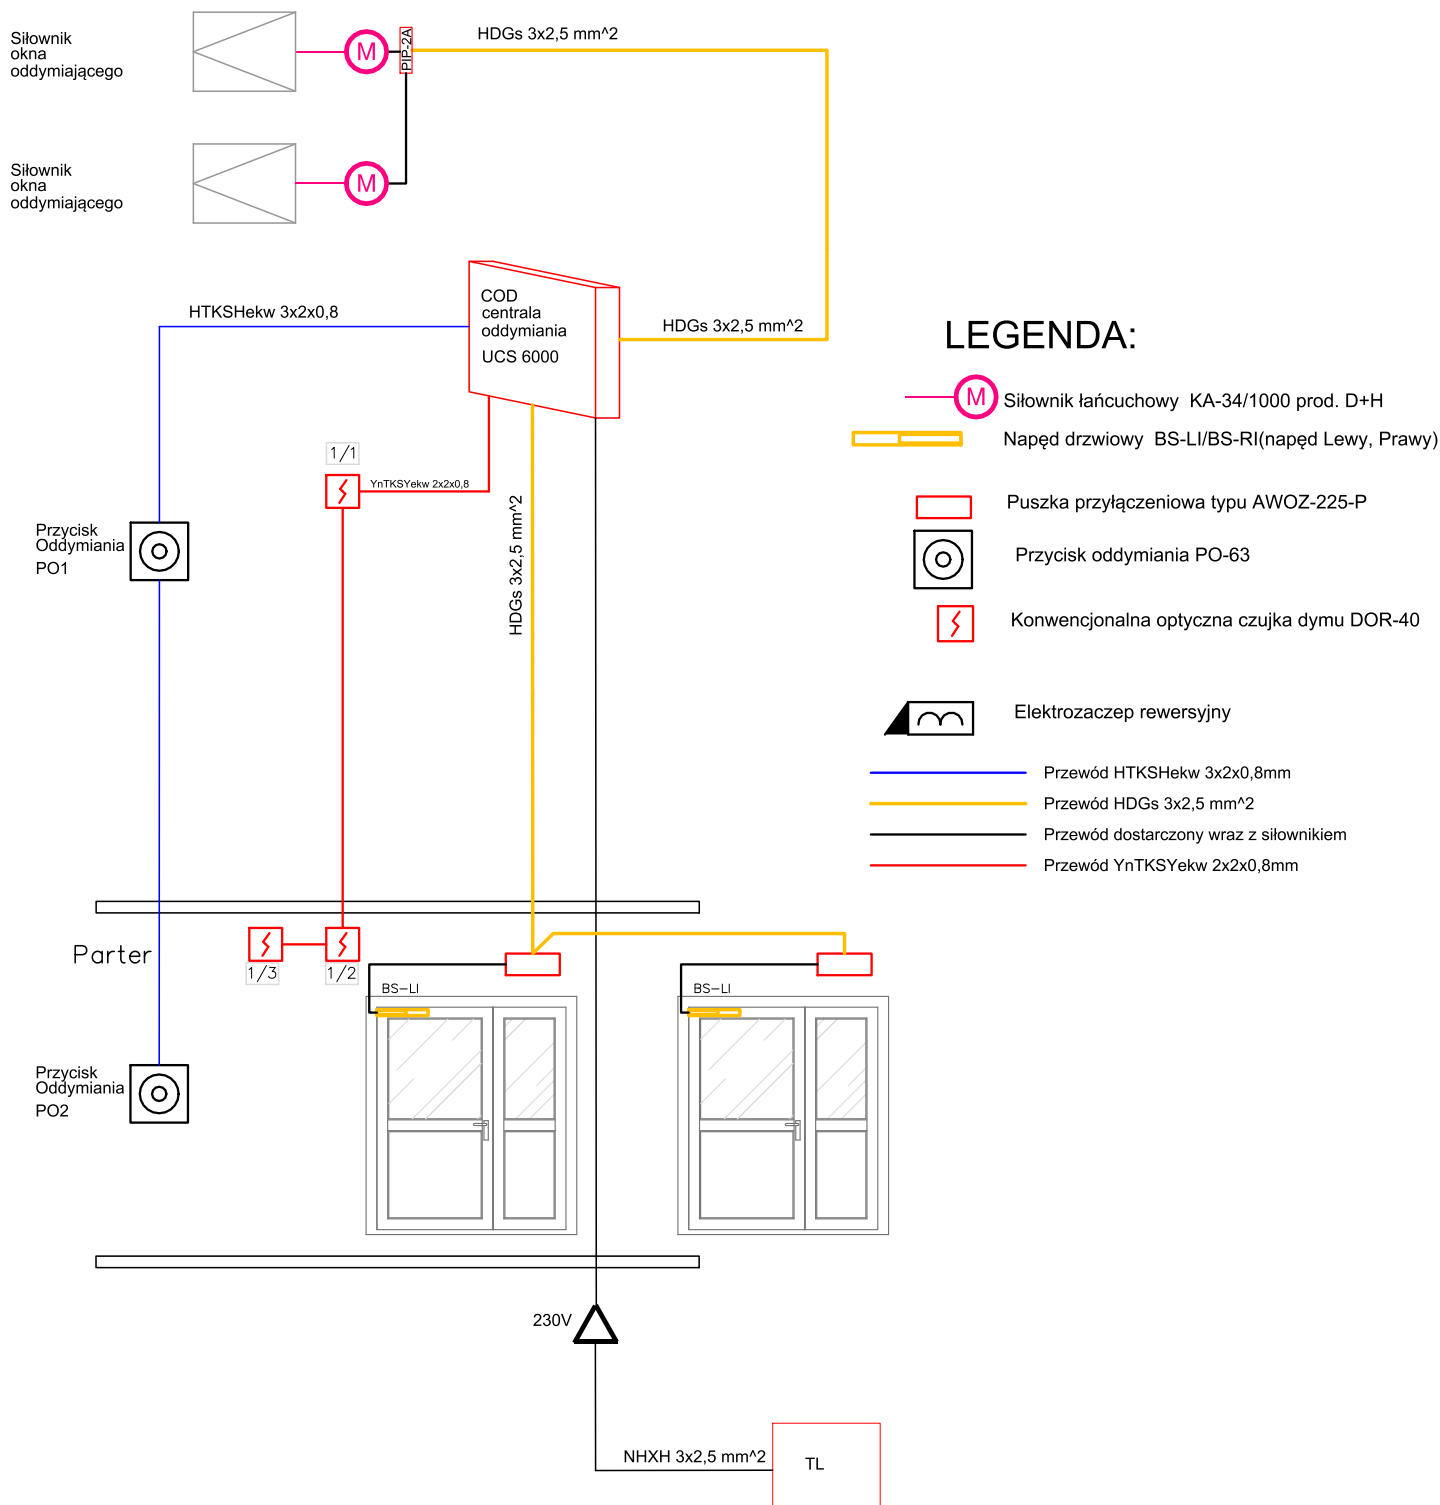 Siłownik
okna
oddymiającego
M
PIP-2A
HDGs 3x2,5 mm^2
Siłownik
okna
oddymiającego
M
HTKSHekw 3x2x0,8
COD
centrala
oddymiania
UCS 6000
HDGs 3x2,5 mm^2
1/1
YnTKSYekw 2x2x0,8
HDGs 3x2,5 mm^2
Przycisk
Oddymiania
PO1
Parter
1/3
1/2
BS-LI
BS-LI
Przycisk
Oddymiania
PO2
230V
NHXH 3x2,5 mm^2
TL
LEGENDA:
M
Siłownik łańcuchowy KA-34/1000 prod. D+H
Napęd drzwiowy BS-LI/BS-RI(napęd Lewy, Prawy)
Puszka przyłączeniowa typu AWOZ-225-P
Przycisk oddymiania PO-63
Konwencjonalna optyczna czujka dymu DOR-40
Elektrozaczep rewersyjny
Przewód HTKSHekw 3x2x0,8mm
Przewód HDGs 3x2,5 mm^2
Przewód dostarczony wraz z siłownikiem
Przewód YnTKSYekw 2x2x0,8mm